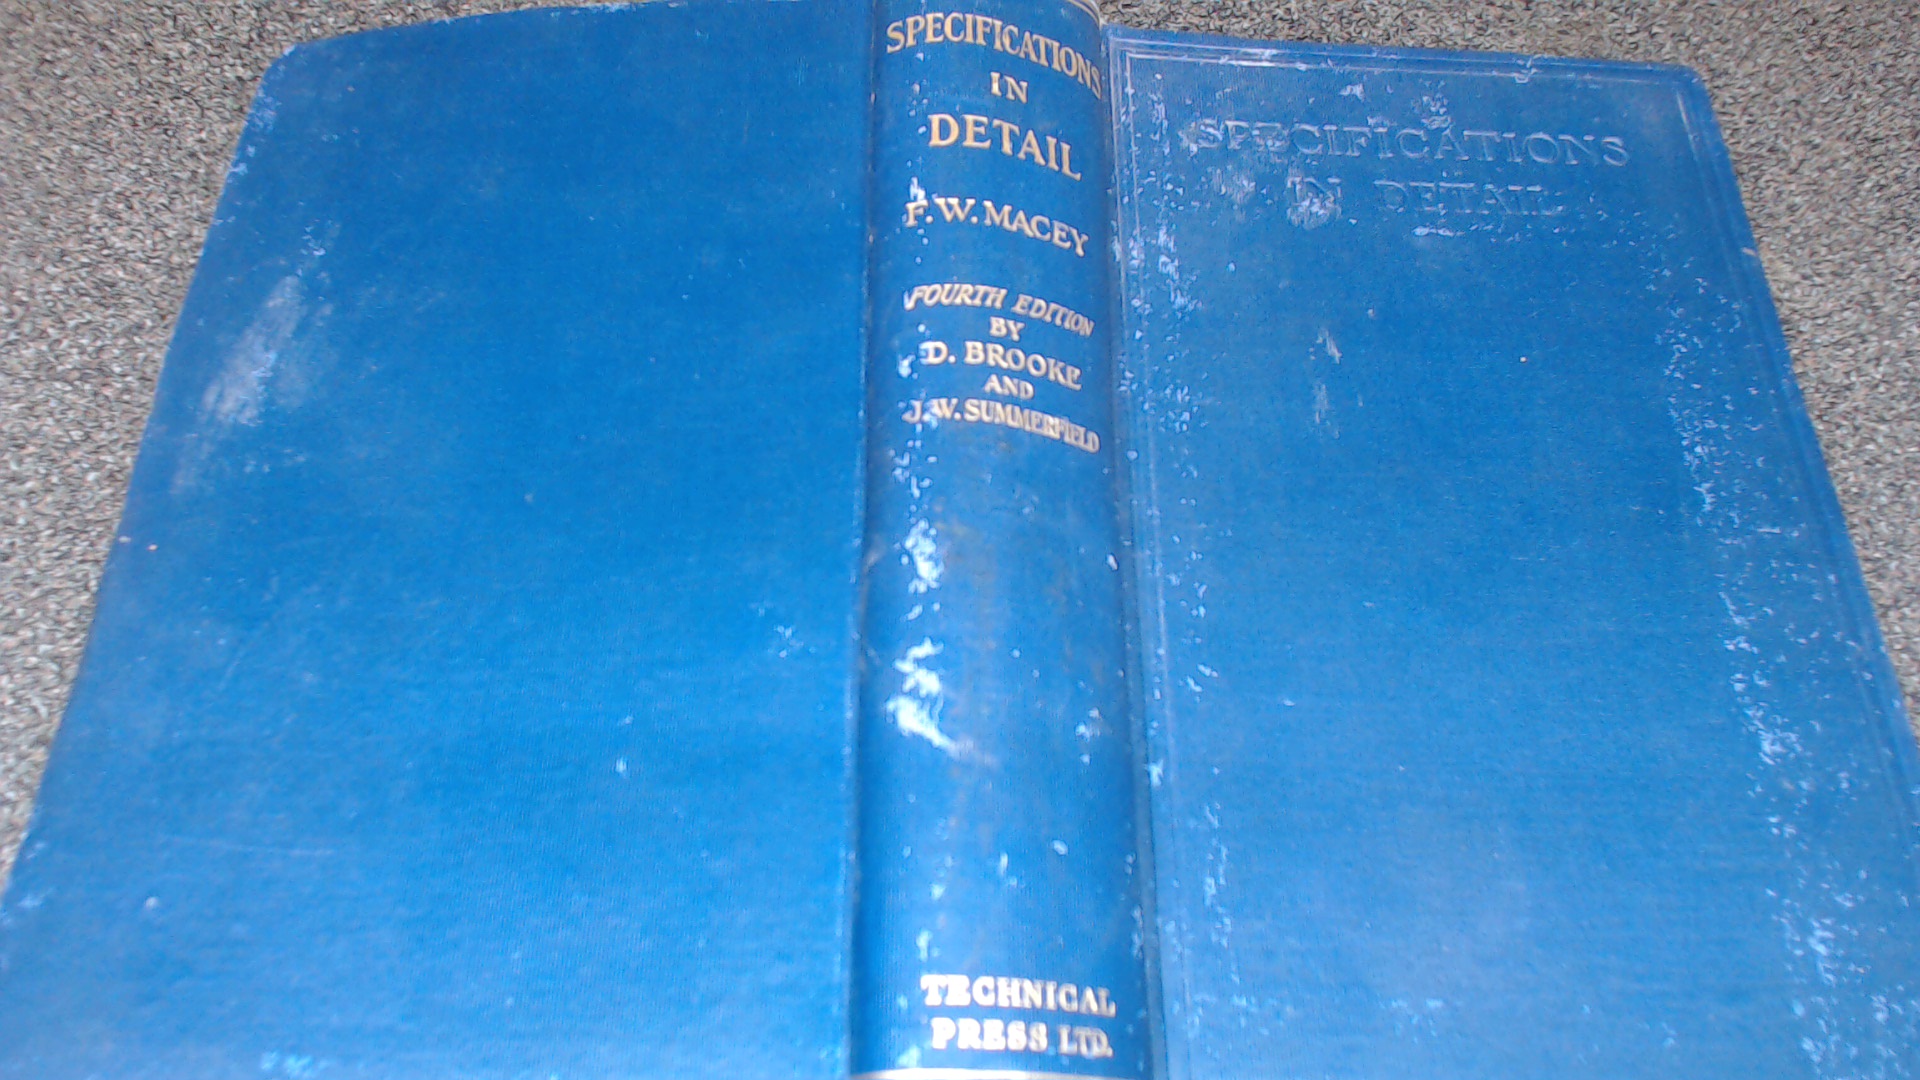 SPECIFICATIONS
IN
DETAIL
F. W. MACEY
FOURTH EDITION
BY
D. BROOKE
AND
J. W. SUMMERFIELD
TECHNICAL
PRESS LTD.
SPECIFICATIONS
IN DETAIL